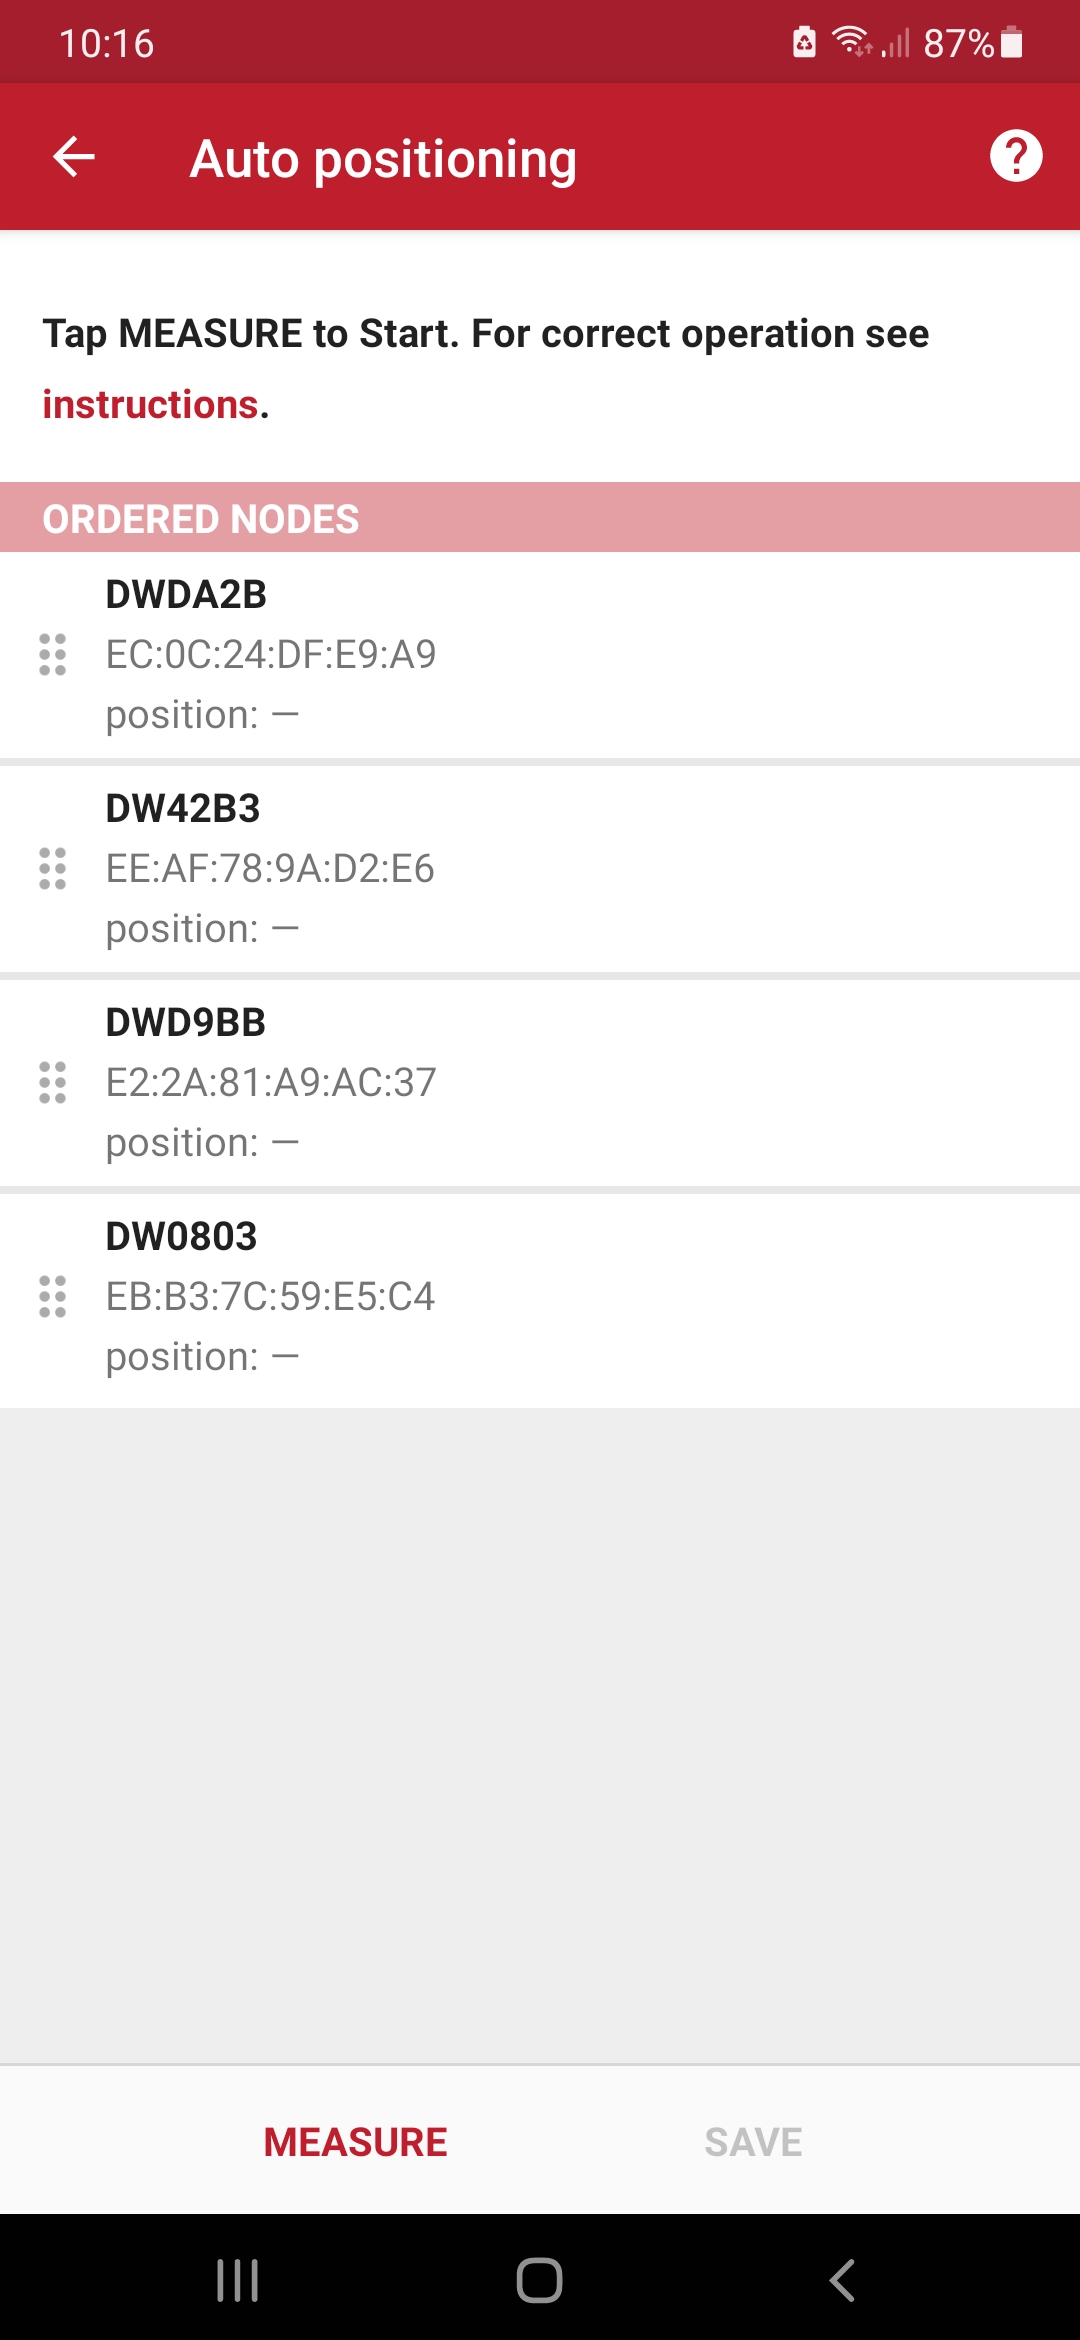 10:16
87%
Auto positioning
Tap MEASURE to Start. For correct operation see
instructions.
ORDERED NODES
DWDA2B
EC:0C:24:DF:E9:A9
position: —
DW42B3
EE:AF:78:9A:D2:E6
position: —
DWD9BB
E2:2A:81:A9:AC:37
position: —
DW0803
EB:B3:7C:59:E5:C4
position: —
MEASURE
SAVE